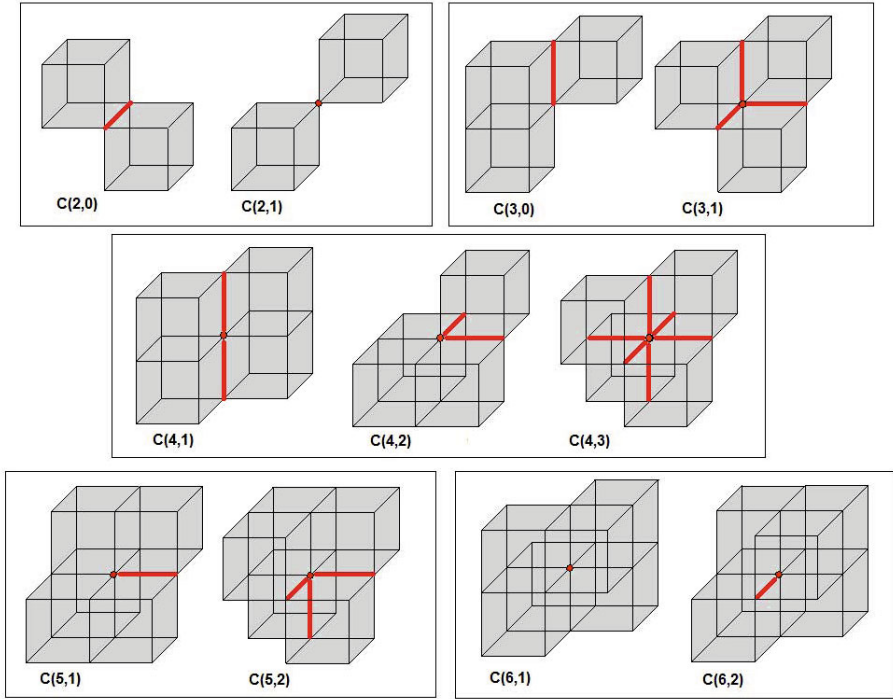 C(2,0)
C(2,1)
C(3,0)
C(3,1)
C(4,1)
C(4,2)
C(4,3)
C(5,1)
C(5,2)
C(6,1)
C(6,2)